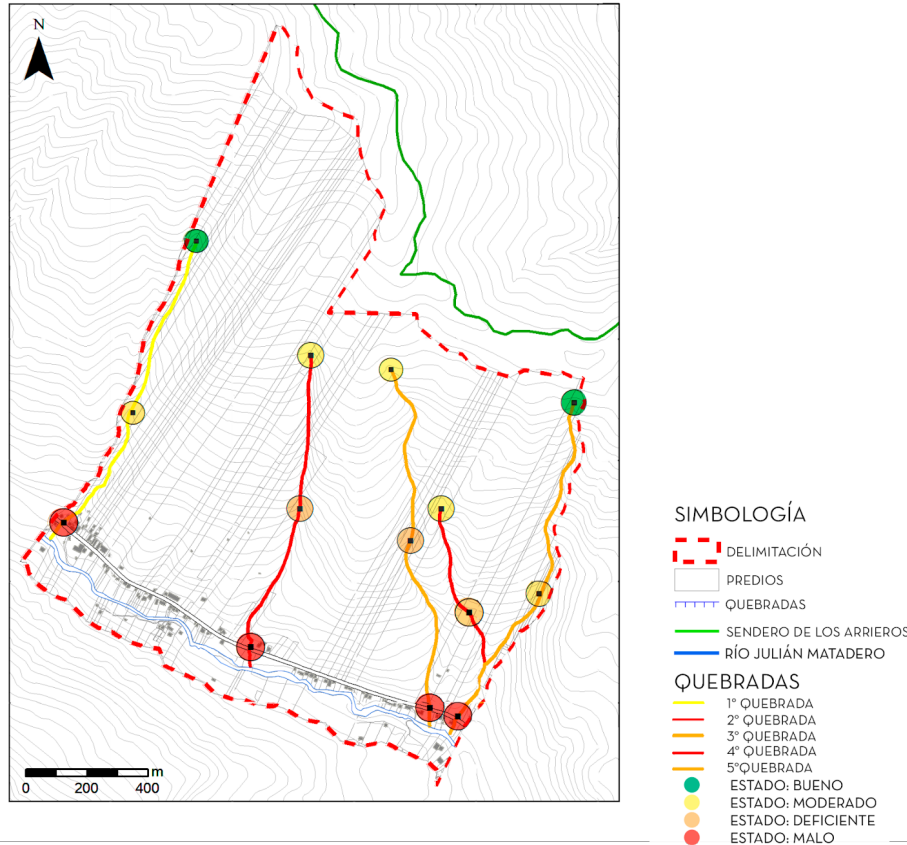 N
m
0 200 400
SIMBOLOGÍA
DELIMITACIÓN
PREDIOS
QUEBRADAS
SENDERO DE LOS ARRIEROS
RÍO JULIÁN MATADERO
QUEBRADAS
1° QUEBRADA
2° QUEBRADA
3° QUEBRADA
4° QUEBRADA
5°QUEBRADA
ESTADO: BUENO
ESTADO: MODERADO
ESTADO: DEFICIENTE
ESTADO: MALO